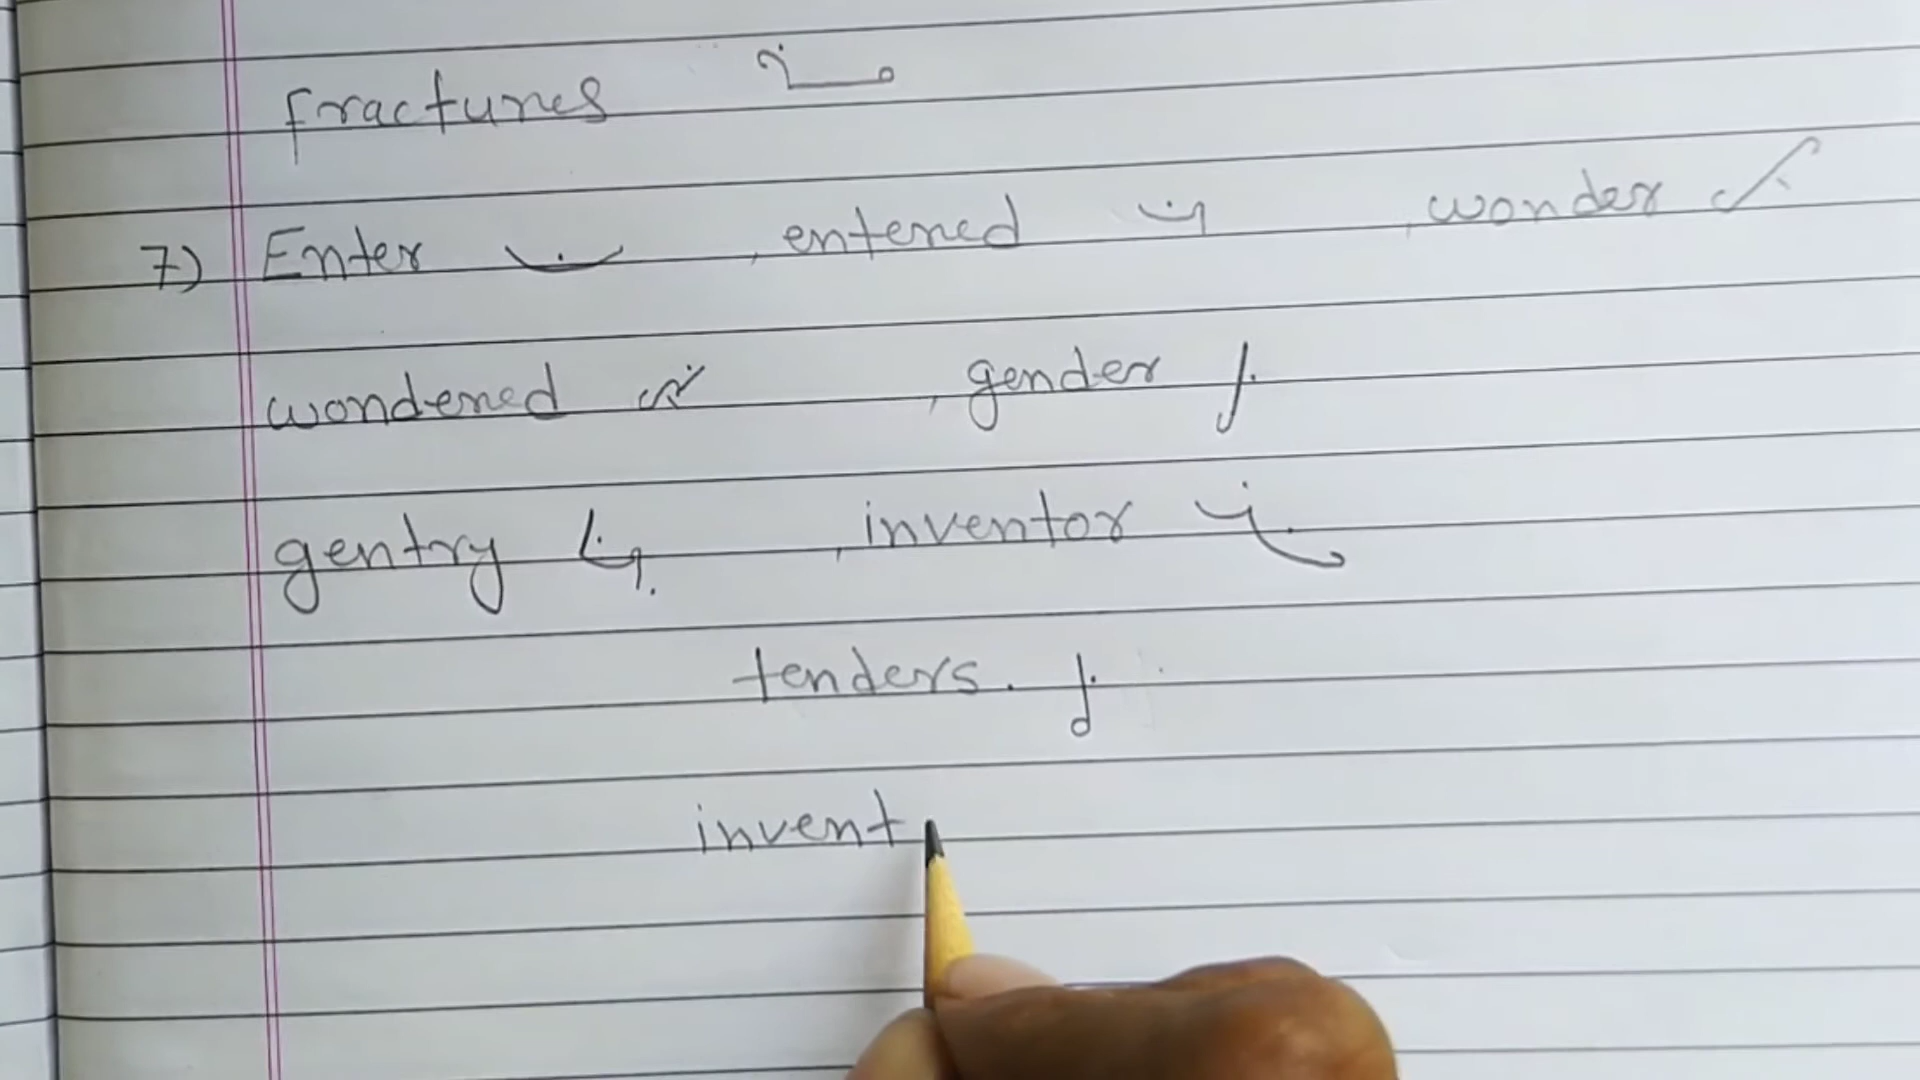 fractures
7) Enter , entered , wonder
wondered , gender
gentry , inventor
tenders.
invent